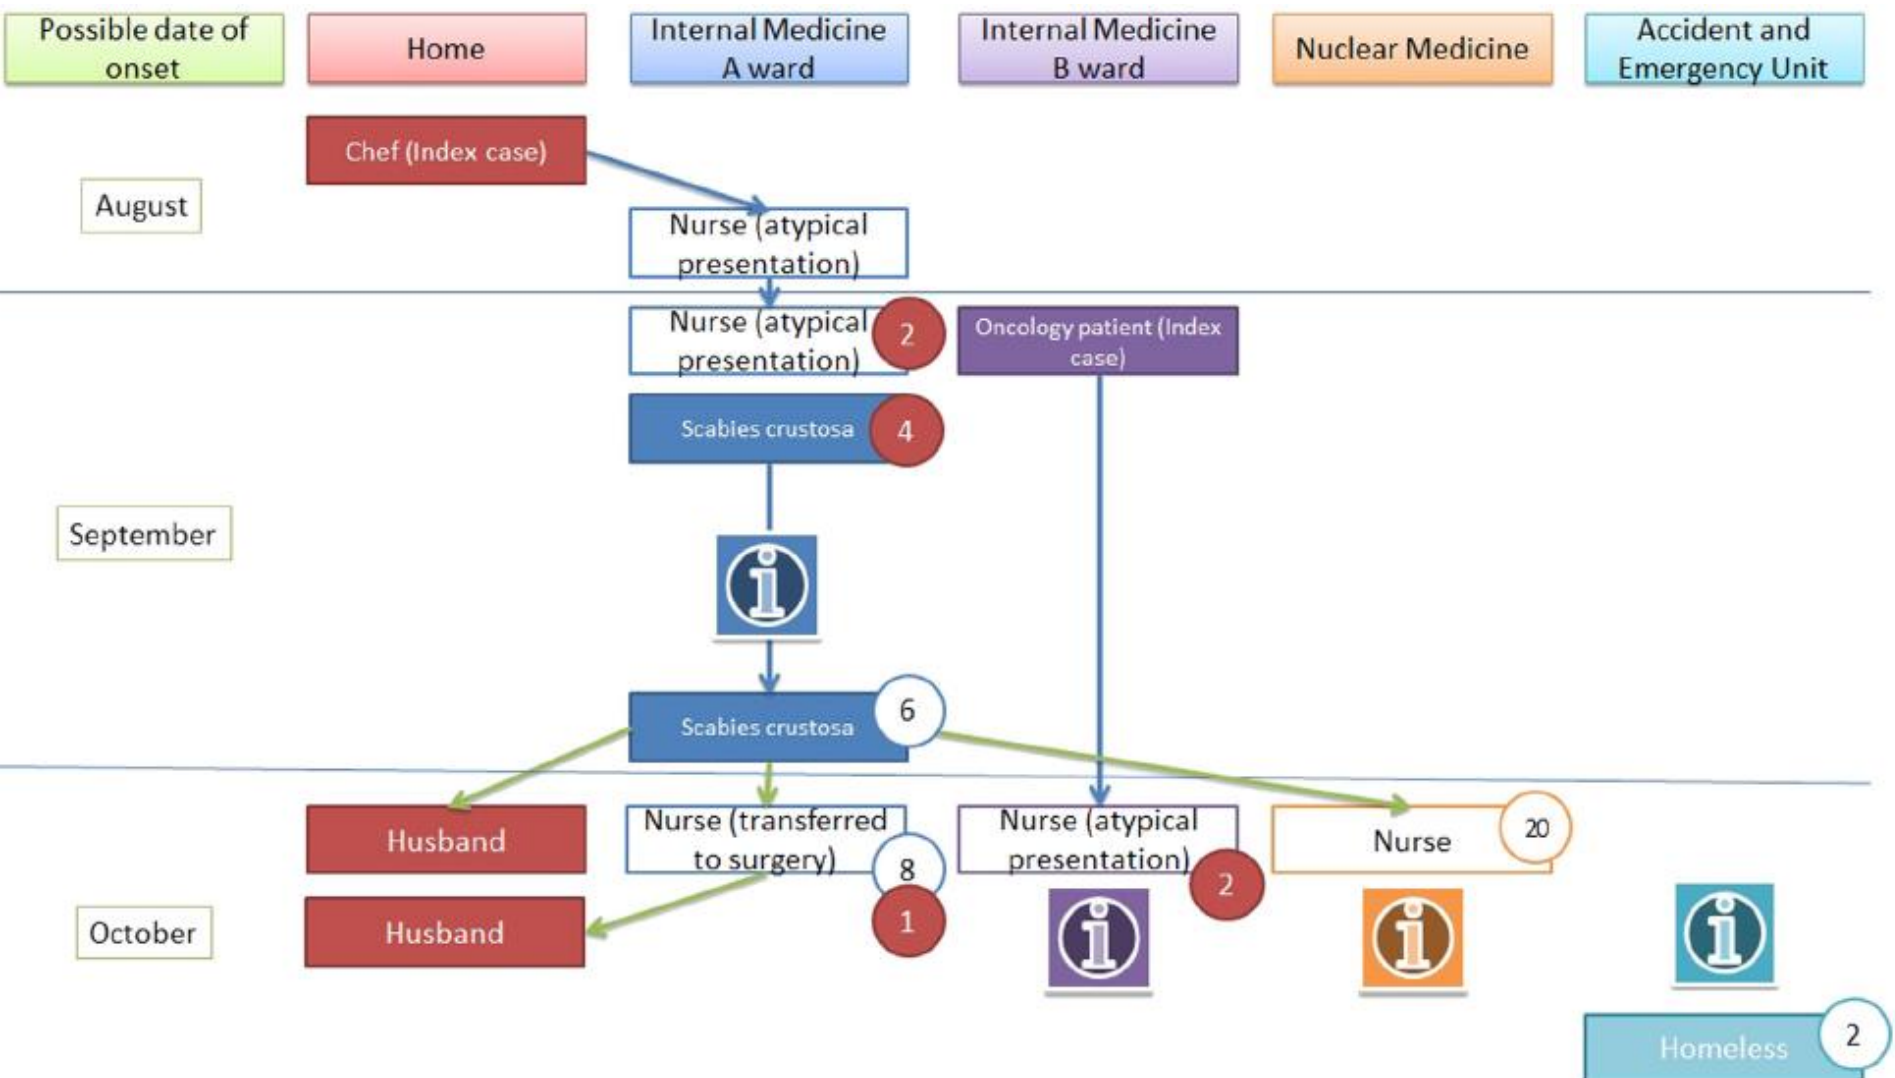 Possible date of
onset
Home
Internal Medicine
A ward
Internal Medicine
B ward
Nuclear Medicine
Accident and
Emergency Unit
Chef (Index case)
August
Nurse (atypical
presentation)
Nurse (atypical
presentation)
2
Oncology patient (Index
case)
Scabies crustosa
4
September
Scabies crustosa
6
Husband
Nurse (transferred
to surgery)
8
1
Nurse (atypical
presentation)
2
Nurse
20
October
Husband
Homeless
2